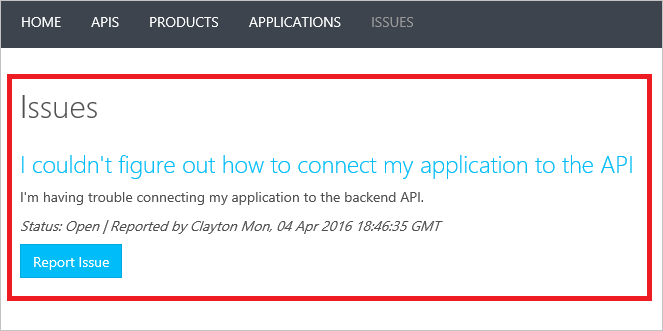 HOME APIS PRODUCTS APPLICATIONS ISSUES
Issues
I couldn't figure out how to connect my application to the API
I'm having trouble connecting my application to the backend API.
Status: Open | Reported by Clayton Mon, 04 Apr 2016 18:46:35 GMT
Report Issue